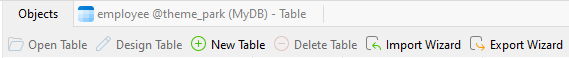 Objects employee @theme_park (MyDB) - Table
Open Table Design Table New Table Delete Table Import Wizard Export Wizard